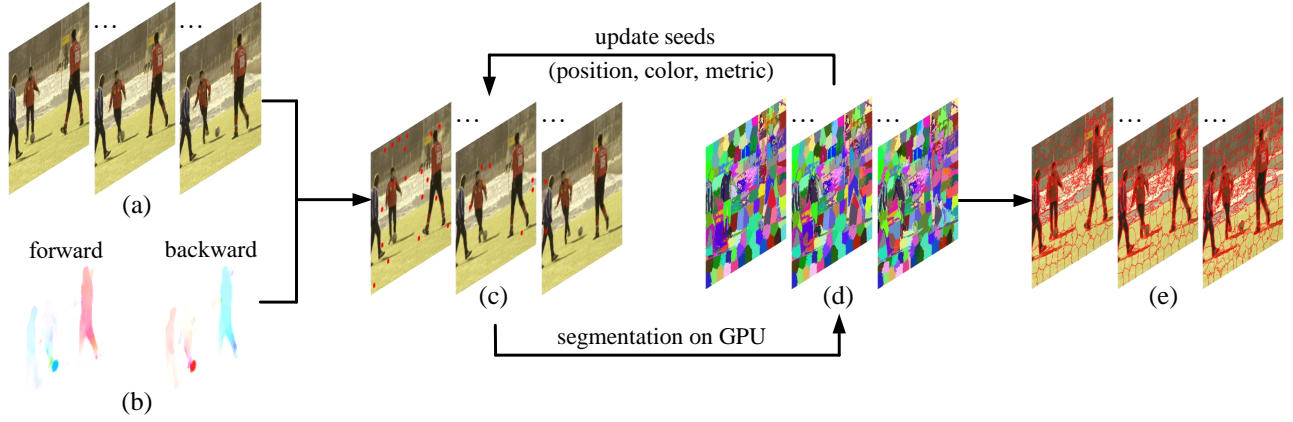 ... ...
(a)
forward backward
(b)
update seeds
(position, color, metric)
... ...
(c)
segmentation on GPU
... ...
(d)
... ...
(e)